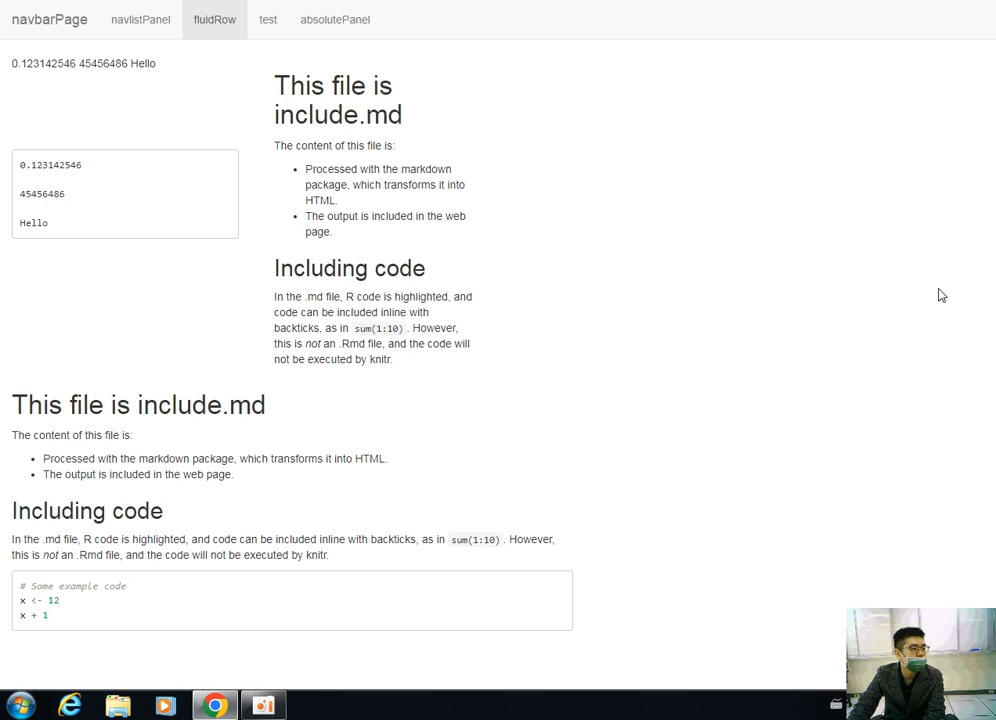 navbarPage navlistPanel fluidRow test absolutePanel
0.123142546 45456486 Hello
0.123142546
45456486
Hello
This file is
include.md
The content of this file is:
Processed with the markdown
package, which transforms it into
HTML.
The output is included in the web
page.
Including code
In the .md file, R code is highlighted, and
code can be included inline with
backticks, as in sum(1:10) . However,
this is not an .Rmd file, and the code will
not be executed by knitr.
This file is include.md
The content of this file is:
Processed with the markdown package, which transforms it into HTML.
The output is included in the web page.
Including code
In the .md file, R code is highlighted, and code can be included inline with backticks, as in sum(1:10) . However,
this is not an .Rmd file, and the code will not be executed by knitr.
# Some example code
x <- 12
x + 1